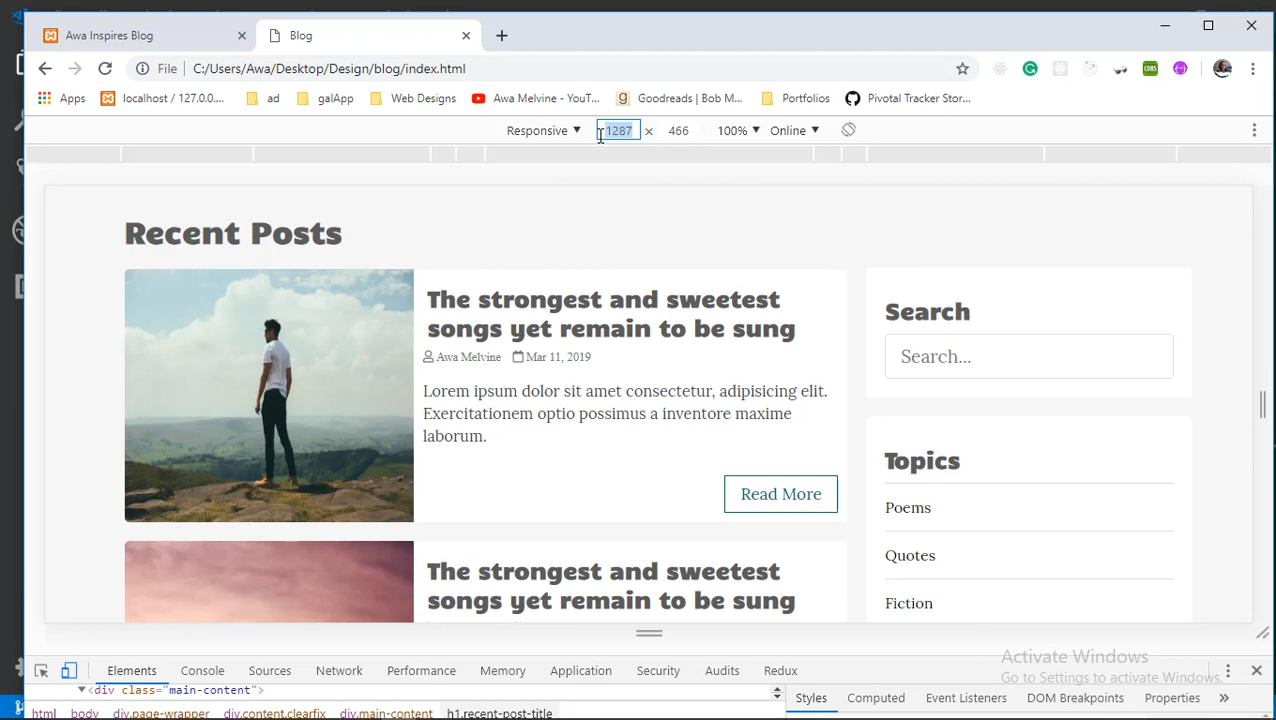 Awa Inspires Blog
Blog
File
C:/Users/Awa/Desktop/Design/blog/index.html
Apps
localhost / 127.0.0....
ad
galApp
Web Designs
Awa Melvine - YouT...
Goodreads | Bob M...
Portfolios
Pivotal Tracker Stor...
Responsive
1287
466
100%
Online
Recent Posts
The strongest and sweetest
songs yet remain to be sung
Awa Melvine
Mar 11, 2019
Lorem ipsum dolor sit amet consectetur, adipisicing elit.
Exercitationem optio possimus a inventore maxime
laborum.
Read More
The strongest and sweetest
songs yet remain to be sung
Search
Search...
Topics
Poems
Quotes
Fiction
Activate Windows
Go to Settings to activate Windows.
Elements
Console
Sources
Network
Performance
Memory
Application
Security
Audits
Redux
<div class="main-content">
html
body
div.page-wrapper
div.content.clearfix
div.main-content
h1.recent-post-title
Styles
Computed
Event Listeners
DOM Breakpoints
Properties